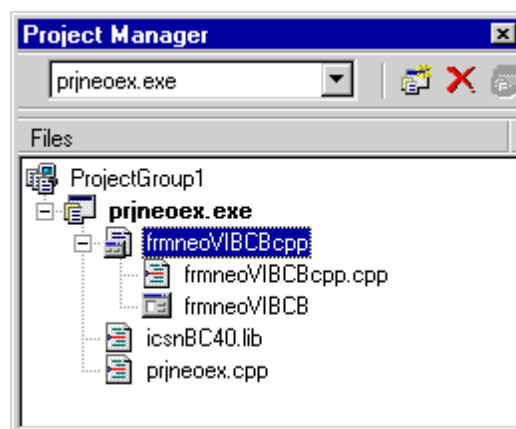 Project Manager
prjneoex.exe
Files
ProjectGroup1
prjneoex.exe
frmneoVIBCBcpp
frmneoVIBCBcpp.cpp
frmneoVIBCB
icsnBC40.lib
prjneoex.cpp